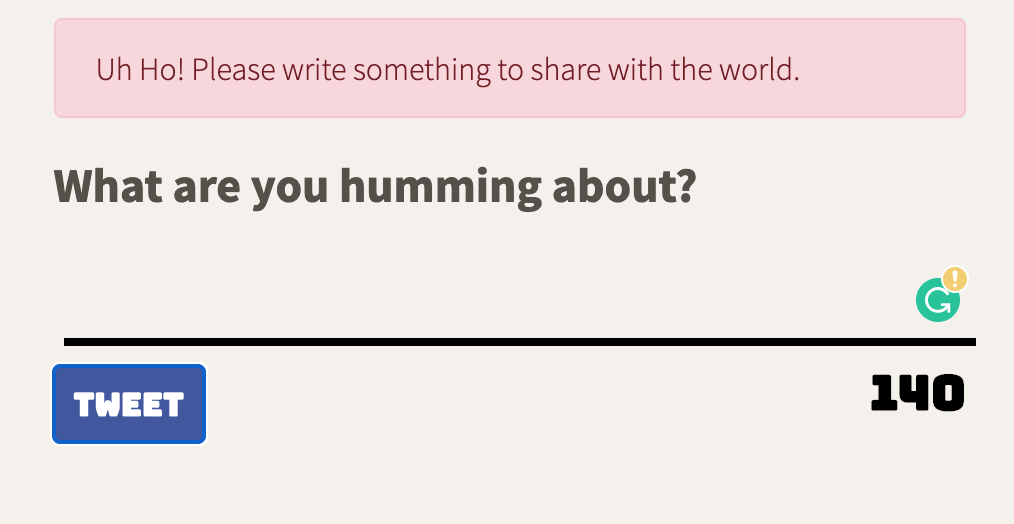 Uh Ho! Please write something to share with the world.
What are you humming about?
TWEET
140